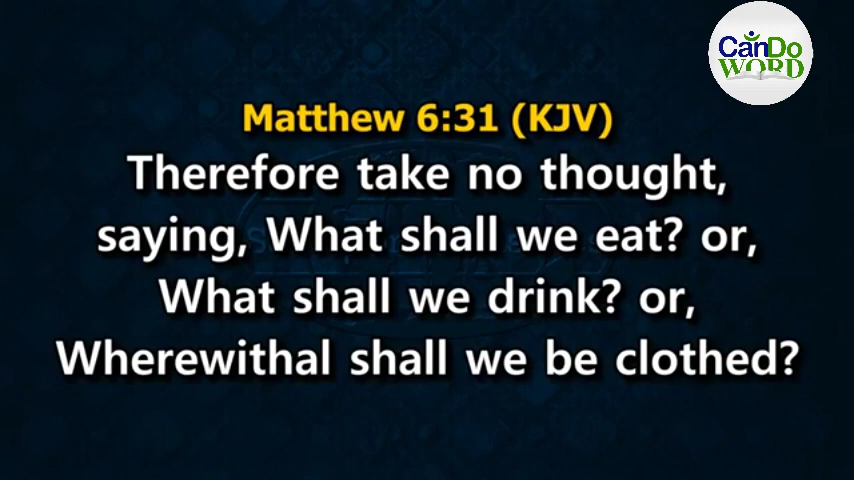 CanDo
WORD
Matthew 6:31 (KJV)
Therefore take no thought,
saying, What shall we eat? or,
What shall we drink? or,
Wherewithal shall we be clothed?